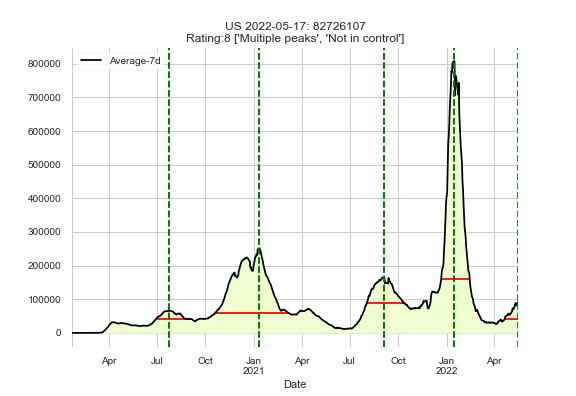 US 2022-05-17: 82726107
Rating:8 ['Multiple peaks', 'Not in control']
Average-7d
800000
700000
600000
500000
400000
300000
200000
100000
0
Apr Jul Oct Jan Apr Jul Oct Jan Apr
2021 2022
Date